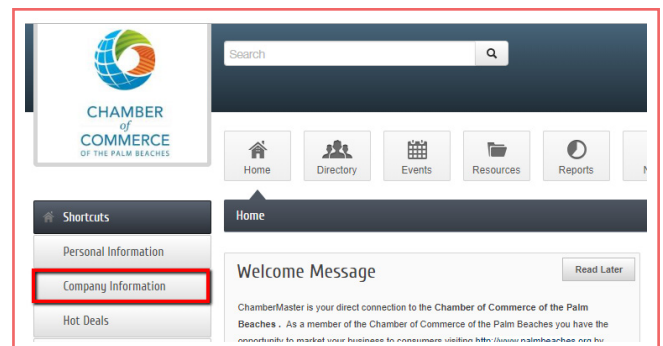 CHAMBER
of
COMMERCE
OF THE PALM BEACHES
Search
Home
Directory
Events
Resources
Reports
Shortcuts
Personal Information
Company Information
Hot Deals
Home
Welcome Message
Read Later
ChamberMaster is your direct connection to the Chamber of Commerce of the Palm
Beaches . As a member of the Chamber of Commerce of the Palm Beaches you have the
opportunity to market your business to consumers visiting http://www.palmbeaches.org by